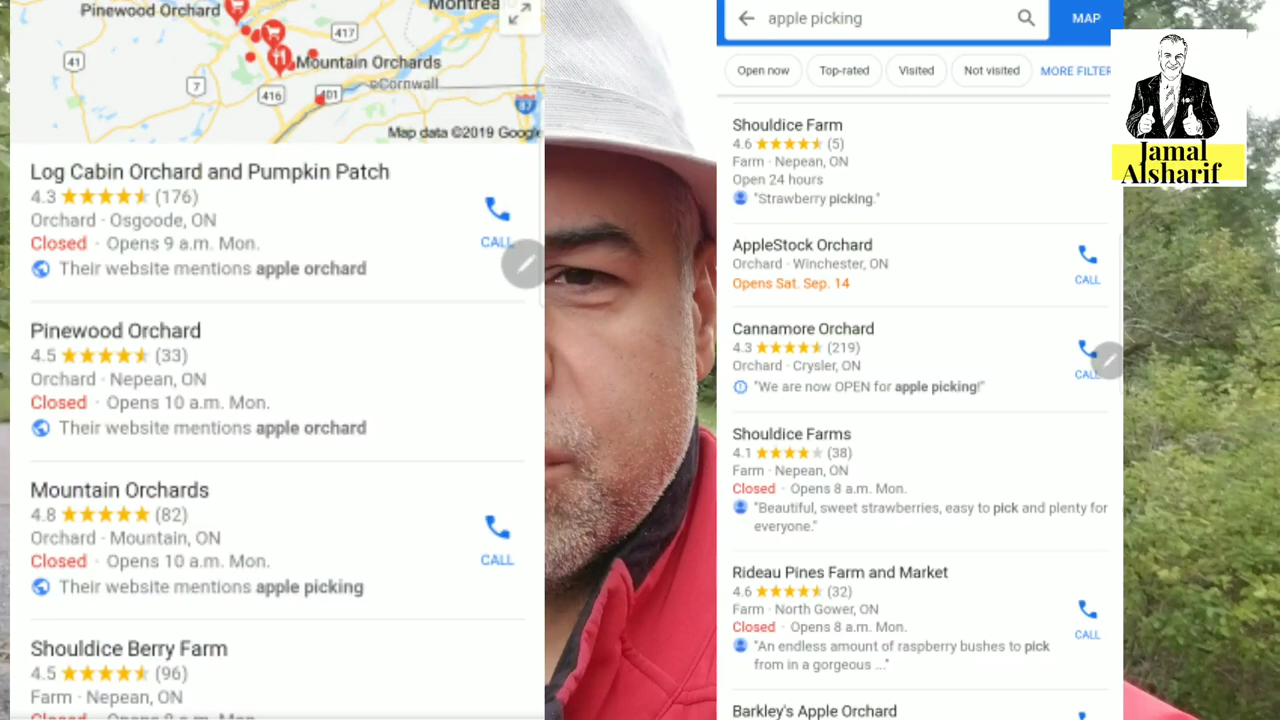 Pinewood Orchard
Montrea
417
41
Mountain Orchards
7
Cornwall
416
401
87
Map data ©2019 Google
Log Cabin Orchard and Pumpkin Patch
4.3 (176)
Orchard · Osgoode, ON
Closed · Opens 9 a.m. Mon.
CALL
Their website mentions apple orchard
Pinewood Orchard
4.5 (33)
Orchard · Nepean, ON
Closed · Opens 10 a.m. Mon.
Their website mentions apple orchard
Mountain Orchards
4.8 (82)
Orchard · Mountain, ON
Closed · Opens 10 a.m. Mon.
CALL
Their website mentions apple picking
Shouldice Berry Farm
4.5 (96)
Farm · Nepean, ON
apple picking
MAP
Open now
Top-rated
Visited
Not visited
MORE FILTER
Shouldice Farm
4.6 (5)
Farm · Nepean, ON
Open 24 hours
"Strawberry picking."
AppleStock Orchard
Orchard · Winchester, ON
Opens Sat. Sep. 14
CALL
Cannamore Orchard
4.3 (219)
Orchard · Crysler, ON
CALL
"We are now OPEN for apple picking!"
Shouldice Farms
4.1 (38)
Farm · Nepean, ON
Closed · Opens 8 a.m. Mon.
"Beautiful, sweet strawberries, easy to pick and plenty for
everyone."
Rideau Pines Farm and Market
4.6 (32)
Farm · North Gower, ON
Closed · Opens 8 a.m. Mon.
CALL
"An endless amount of raspberry bushes to pick
from in a gorgeous ..."
Barkley's Apple Orchard
Jamal
Alsharif